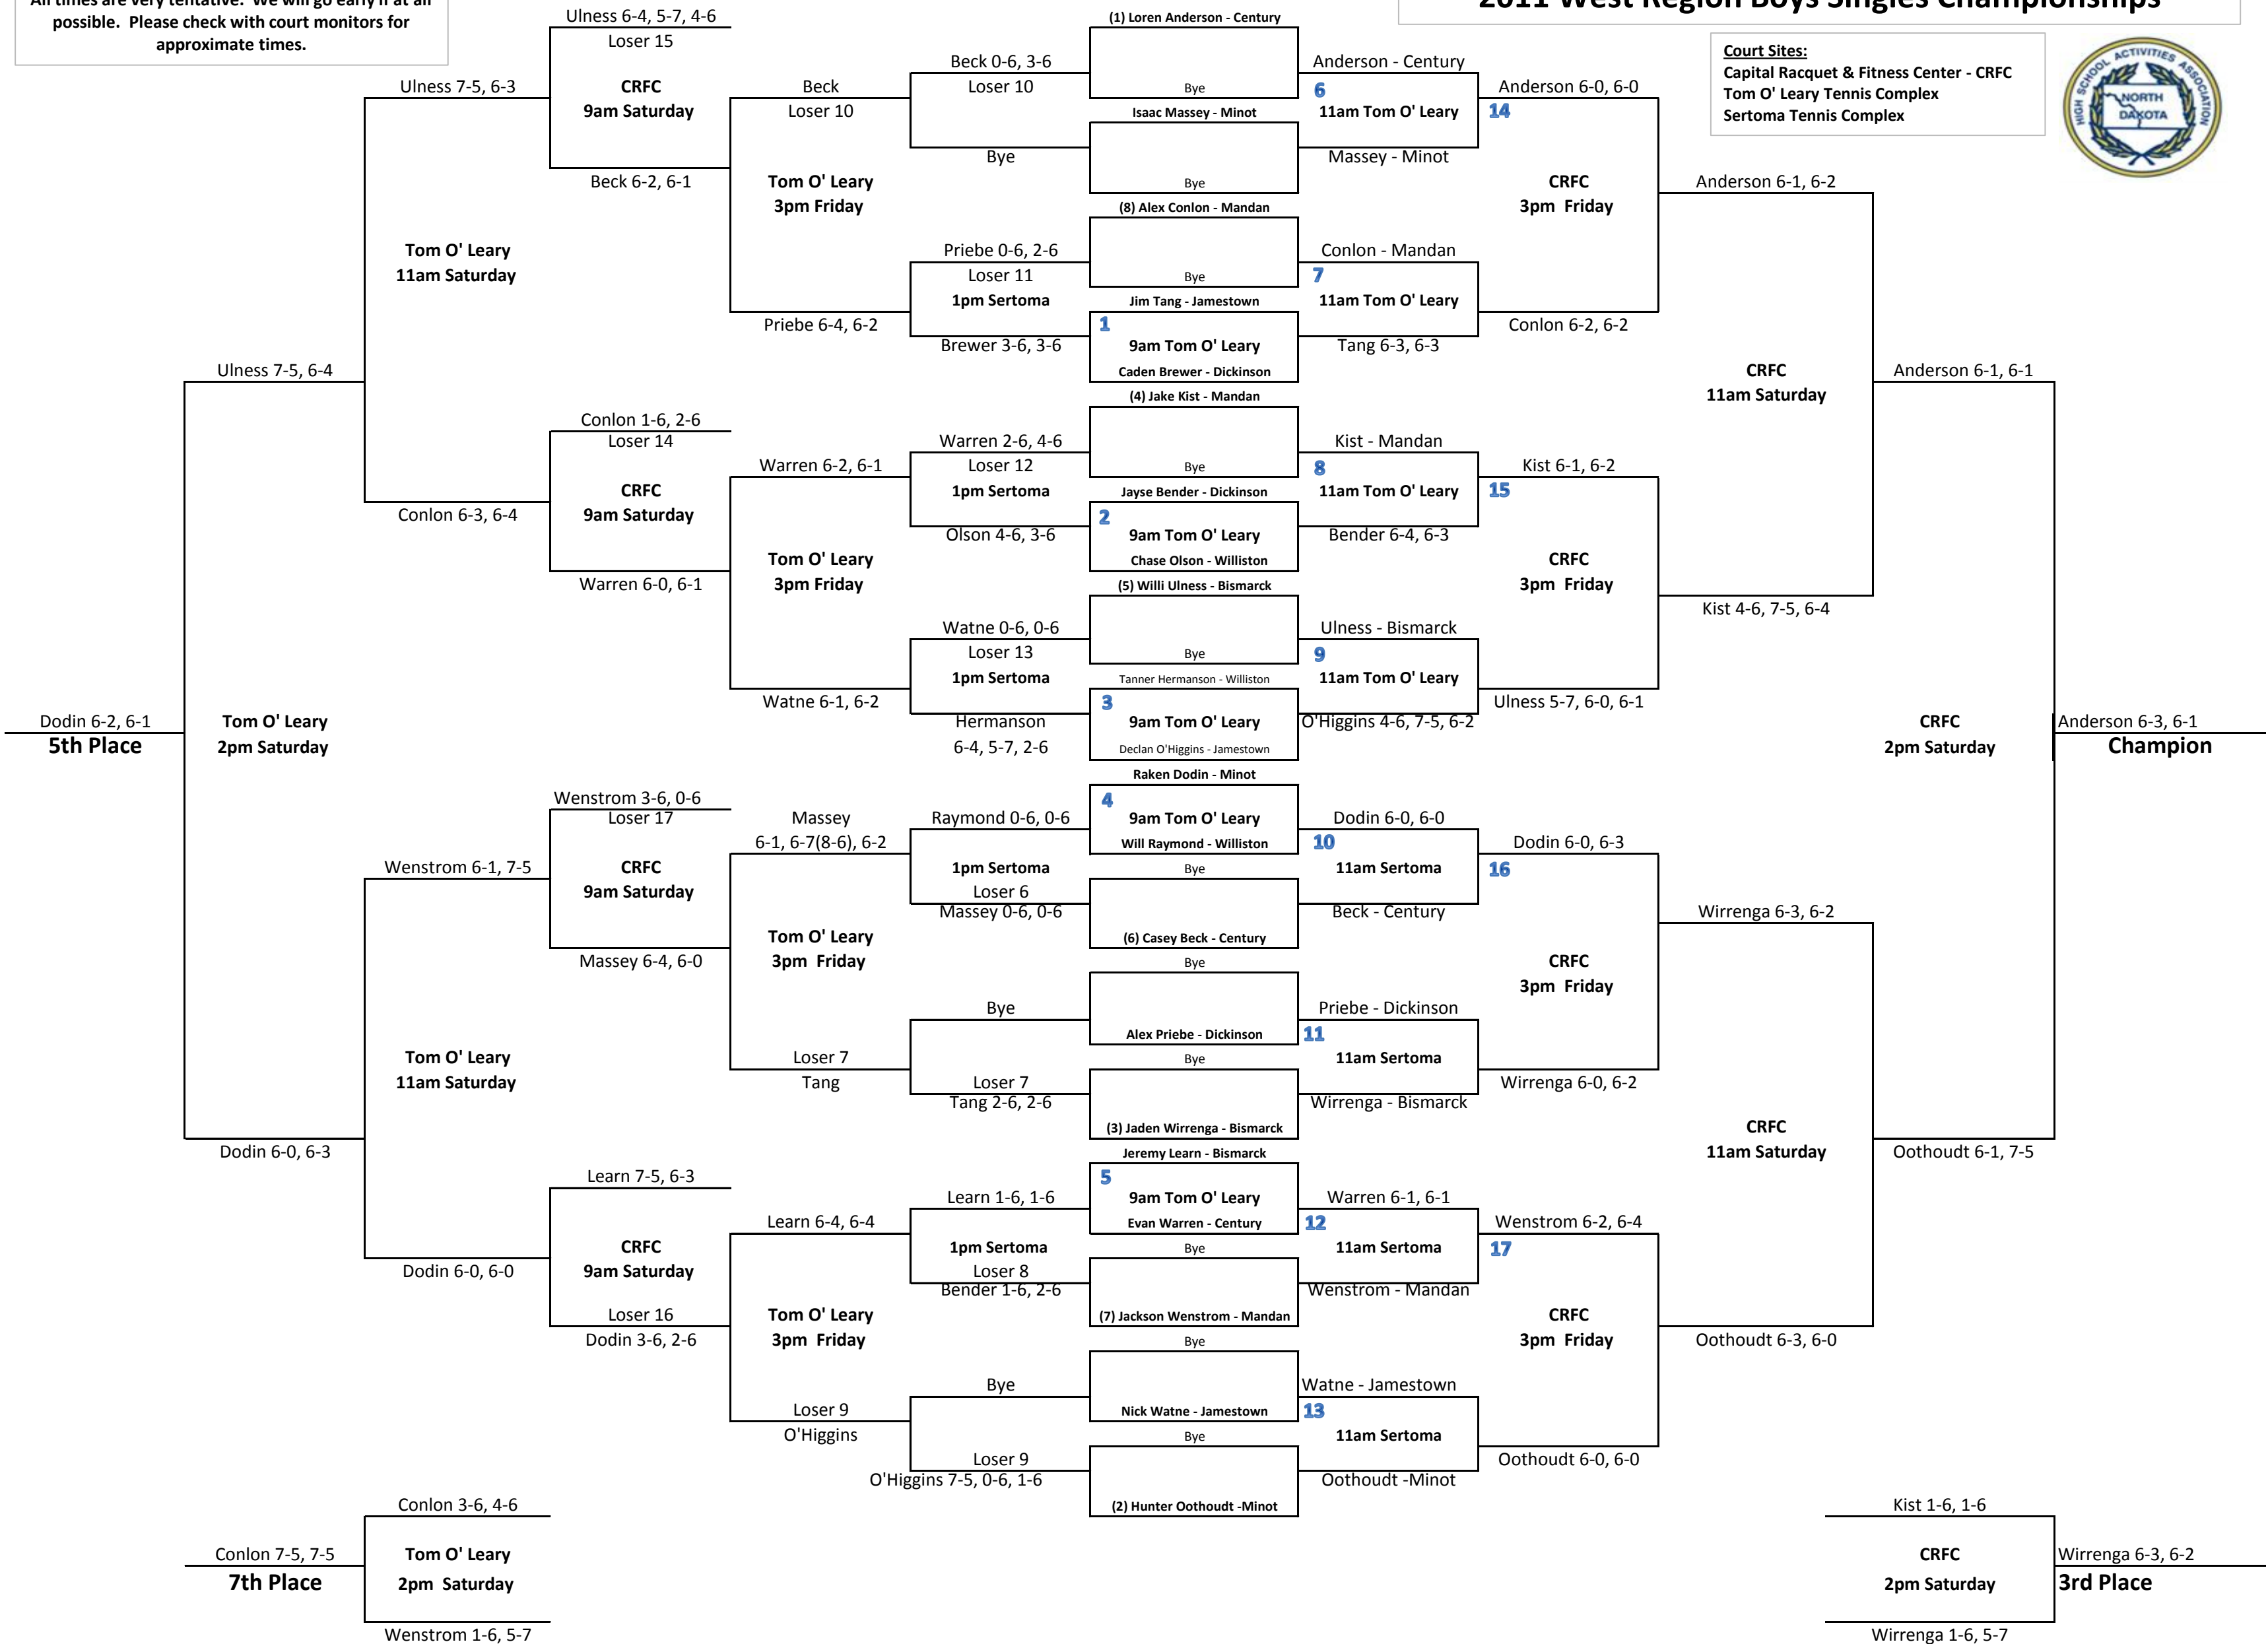 All times are very tentative. We will go early if at all
possible. Please check with court monitors for
approximate times.
2011 West Region Boys Singles Championships
Court Sites:
Capital Racquet & Fitness Center - CRFC
Tom O' Leary Tennis Complex
Sertoma Tennis Complex
HIGH SCHOOL ACTIVITIES ASSOCIATION
NORTH
DAKOTA
Dodin 6-2, 6-1
5th Place
Ulness 7-5, 6-4
Tom O' Leary
2pm Saturday
Dodin 6-0, 6-3
Conlon 7-5, 7-5
7th Place
Ulness 7-5, 6-3
Tom O' Leary
11am Saturday
Conlon 6-3, 6-4
Wenstrom 6-1, 7-5
Tom O' Leary
11am Saturday
Dodin 6-0, 6-0
Conlon 3-6, 4-6
Tom O' Leary
2pm Saturday
Wenstrom 1-6, 5-7
Ulness 6-4, 5-7, 4-6
Loser 15
CRFC
9am Saturday
Beck 6-2, 6-1
Conlon 1-6, 2-6
Loser 14
CRFC
9am Saturday
Warren 6-0, 6-1
Wenstrom 3-6, 0-6
Loser 17
CRFC
9am Saturday
Massey 6-4, 6-0
Learn 7-5, 6-3
CRFC
9am Saturday
Loser 16
Dodin 3-6, 2-6
Beck
Loser 10
Tom O' Leary
3pm Friday
Priebe 6-4, 6-2
Warren 6-2, 6-1
Tom O' Leary
3pm Friday
Watne 6-1, 6-2
Massey
6-1, 6-7(8-6), 6-2
Tom O' Leary
3pm Friday
Loser 7
Tang
Learn 6-4, 6-4
Tom O' Leary
3pm Friday
Loser 9
O'Higgins
Beck 0-6, 3-6
Loser 10
Bye
Priebe 0-6, 2-6
Loser 11
1pm Sertoma
Brewer 3-6, 3-6
Warren 2-6, 4-6
Loser 12
1pm Sertoma
Olson 4-6, 3-6
Watne 0-6, 0-6
Loser 13
1pm Sertoma
Hermanson
6-4, 5-7, 2-6
Raymond 0-6, 0-6
1pm Sertoma
Loser 6
Massey 0-6, 0-6
Bye
Loser 7
Tang 2-6, 2-6
Learn 1-6, 1-6
1pm Sertoma
Loser 8
Bender 1-6, 2-6
Bye
Loser 9
O'Higgins 7-5, 0-6, 1-6
(1) Loren Anderson - Century
Bye
Isaac Massey - Minot
Bye
(8) Alex Conlon - Mandan
Bye
Jim Tang - Jamestown
1
9am Tom O' Leary
Caden Brewer - Dickinson
(4) Jake Kist - Mandan
Bye
Jayse Bender - Dickinson
2
9am Tom O' Leary
Chase Olson - Williston
(5) Willi Ulness - Bismarck
Bye
Tanner Hermanson - Williston
3
9am Tom O' Leary
Declan O'Higgins - Jamestown
Raken Dodin - Minot
4
9am Tom O' Leary
Will Raymond - Williston
Bye
(6) Casey Beck - Century
Bye
Alex Priebe - Dickinson
Bye
(3) Jaden Wirrenga - Bismarck
Jeremy Learn - Bismarck
5
9am Tom O' Leary
Evan Warren - Century
Bye
(7) Jackson Wenstrom - Mandan
Bye
Nick Watne - Jamestown
Bye
(2) Hunter Oothoudt -Minot
Anderson - Century
6
11am Tom O' Leary
Massey - Minot
Conlon - Mandan
7
11am Tom O' Leary
Tang 6-3, 6-3
Kist - Mandan
8
11am Tom O' Leary
Bender 6-4, 6-3
Ulness - Bismarck
9
11am Tom O' Leary
O'Higgins 4-6, 7-5, 6-2
Dodin 6-0, 6-0
10
11am Sertoma
Beck - Century
Priebe - Dickinson
11
11am Sertoma
Wirrenga - Bismarck
Warren 6-1, 6-1
12
11am Sertoma
Wenstrom - Mandan
Watne - Jamestown
13
11am Sertoma
Oothoudt -Minot
Anderson 6-0, 6-0
14
CRFC
3pm Friday
Conlon 6-2, 6-2
Kist 6-1, 6-2
15
CRFC
3pm Friday
Ulness 5-7, 6-0, 6-1
Dodin 6-0, 6-3
16
CRFC
3pm Friday
Wirrenga 6-0, 6-2
Wenstrom 6-2, 6-4
17
CRFC
3pm Friday
Oothoudt 6-0, 6-0
Anderson 6-1, 6-2
CRFC
11am Saturday
Kist 4-6, 7-5, 6-4
Wirrenga 6-3, 6-2
CRFC
11am Saturday
Oothoudt 6-3, 6-0
Anderson 6-1, 6-1
CRFC
2pm Saturday
Oothoudt 6-1, 7-5
Anderson 6-3, 6-1
Champion
Kist 1-6, 1-6
CRFC
2pm Saturday
Wirrenga 1-6, 5-7
Wirrenga 6-3, 6-2
3rd Place